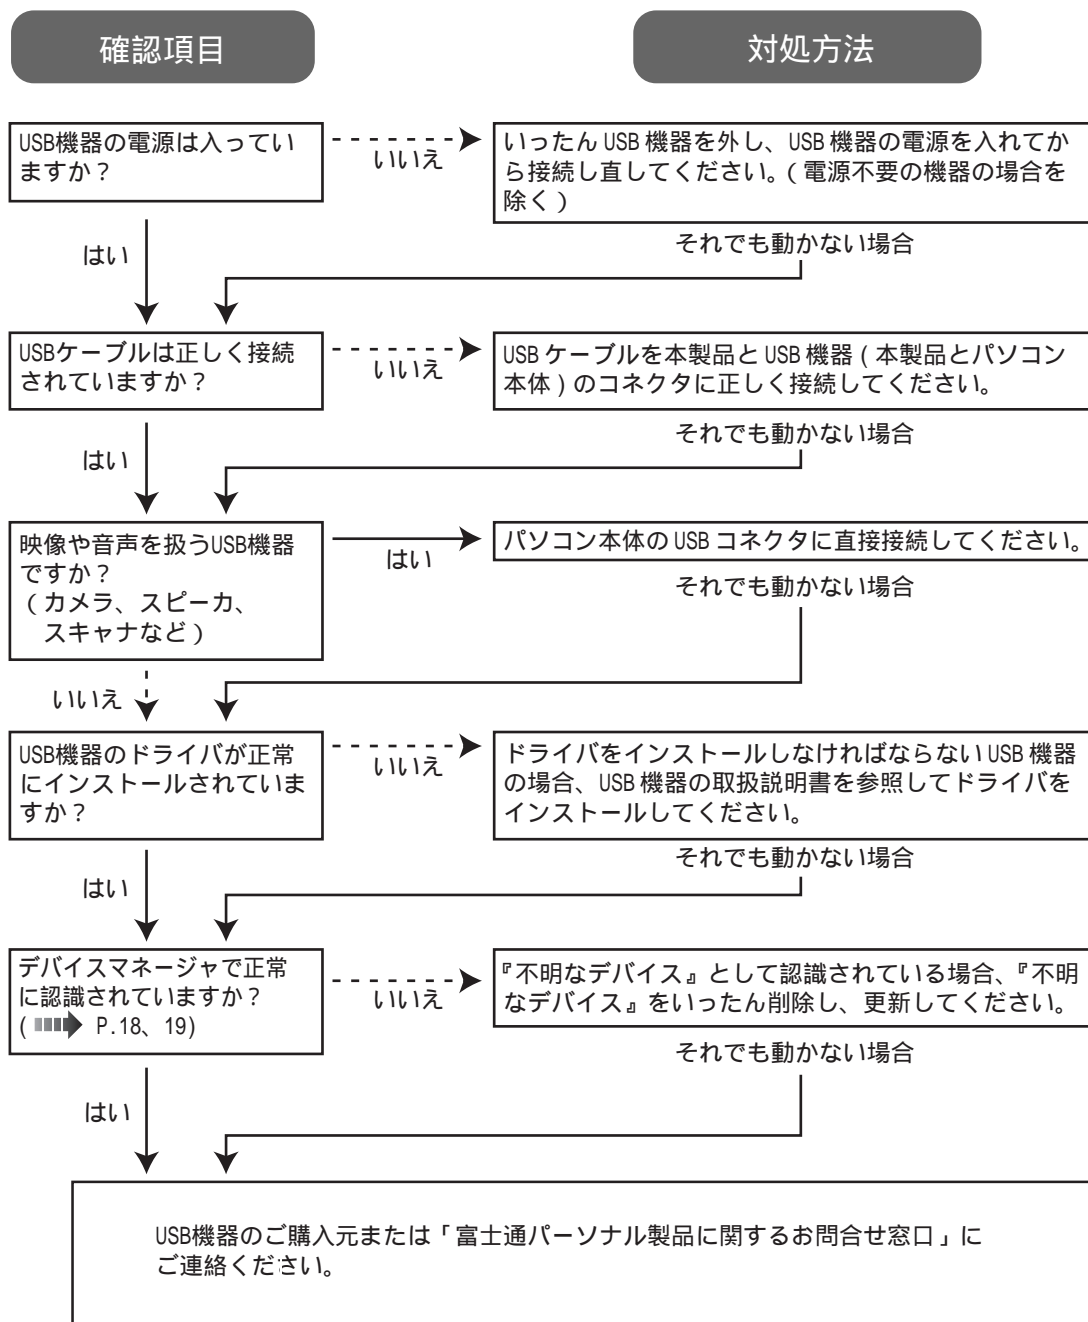 確認項目
対処方法
USB機器の電源は入ってい
ますか？
いいえ
いったん USB 機器を外し、USB 機器の電源を入れてか
ら接続し直してください。（電源不要の機器の場合を
除く）
はい
それでも動かない場合
USBケーブルは正しく接続
されていますか？
いいえ
USB ケーブルを本製品と USB 機器（本製品とパソコン
本体）のコネクタに正しく接続してください。
はい
それでも動かない場合
映像や音声を扱うUSB機器
ですか？
（カメラ、スピーカ、
スキャナなど）
はい
パソコン本体の USB コネクタに直接接続してください。
それでも動かない場合
いいえ
USB機器のドライバが正常
にインストールされていま
すか？
いいえ
ドライバをインストールしなければならない USB 機器
の場合、USB 機器の取扱説明書を参照してドライバを
インストールしてください。
はい
それでも動かない場合
デバイスマネージャで正常
に認識されていますか？
( P.18、19)
いいえ
『不明なデバイス』として認識されている場合、『不明
なデバイス』をいったん削除し、更新してください。
はい
それでも動かない場合
USB機器のご購入元または「富士通パーソナル製品に関するお問合せ窓口」に
ご連絡ください。